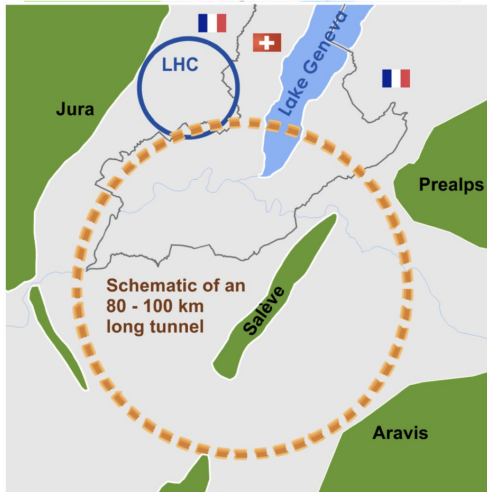 LHC
Lake Geneva
Jura
Prealps
Schematic of an
80 - 100 km
long tunnel
Salève
Aravis